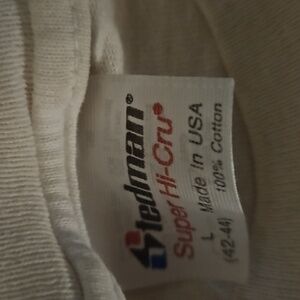 Stedman®
Super Hi-Cru®
L Made In USA
(42-44) 100% Cotton